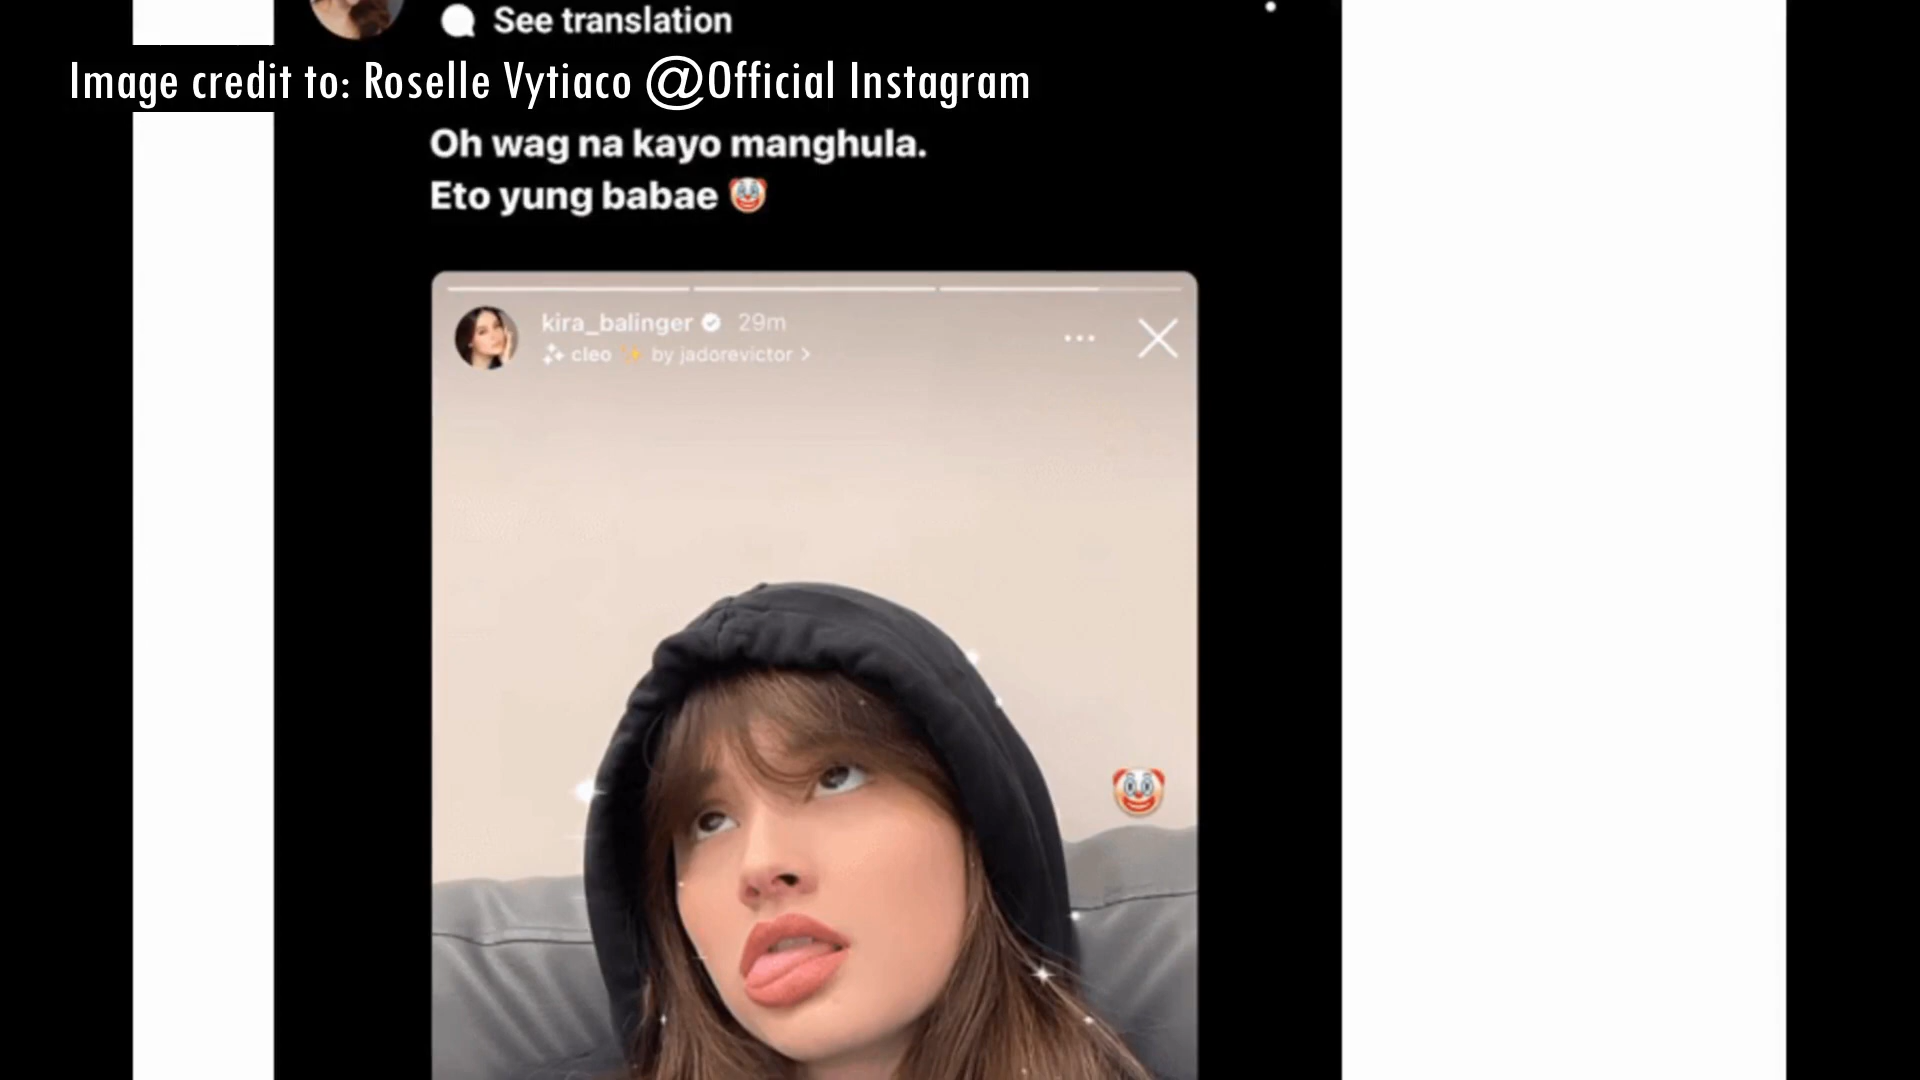 See translation
Image credit to: Roselle Vytiaco @Official Instagram
Oh wag na kayo manghula.
Eto yung babae 🤡
kira_balinger 29m
cleo ✨ by jadorevictor >